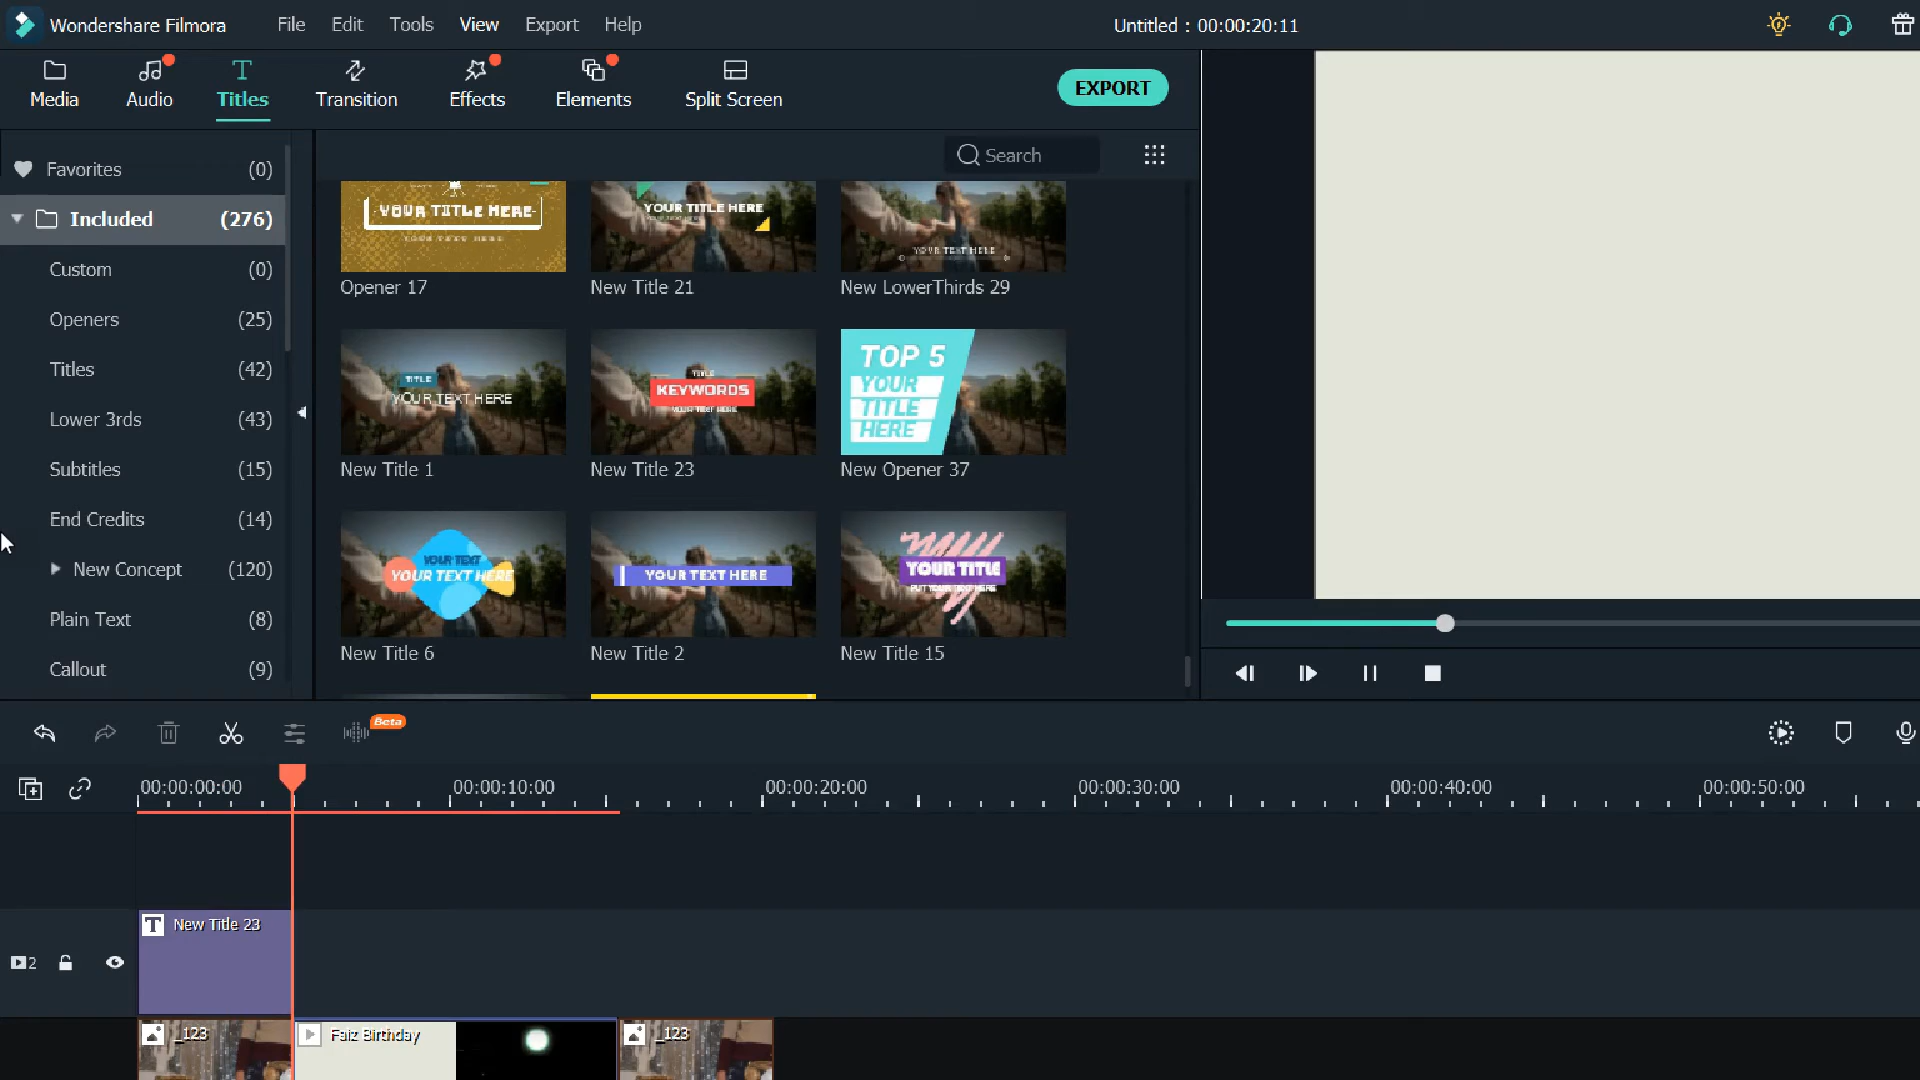 Wondershare Filmora File Edit Tools View Export Help Untitled : 00:00:20:11
Media Audio Titles Transition Effects Elements Split Screen EXPORT
Search
Favorites (0)
Included (276)
Custom (0)
Openers (25)
Titles (42)
Lower 3rds (43)
Subtitles (15)
End Credits (14)
New Concept (120)
Plain Text (8)
Callout (9)
YOUR TITLE HERE
YOUR TITLE HERE
YOUR TEXT HERE
Opener 17 New Title 21 New LowerThirds 29
TITLE
YOUR TEXT HERE
TITLE
KEYWORDS
YOUR TEXT HERE
TOP 5
YOUR
TITLE
HERE
New Title 1 New Title 23 New Opener 37
YOUR TEXT
YOUR TEXT HERE
YOUR TEXT HERE
YOUR TITLE
PUT YOUR TEXT HERE
New Title 6 New Title 2 New Title 15
Beta
00:00:00:00 00:00:10:00 00:00:20:00 00:00:30:00 00:00:40:00 00:00:50:00
T New Title 23
2
_123 Faiz Birthday _123